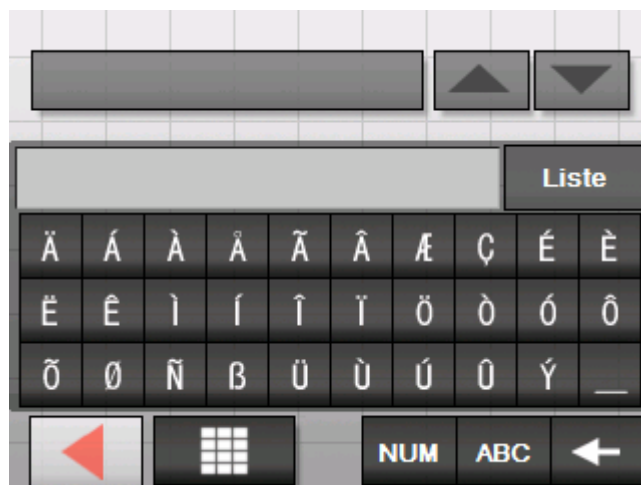 Liste
Ä Á À Å Ã Â Æ Ç É È
Ë Ê Ì Í Î Ï Ö Ò Ó Ô
Õ Ø Ñ ß Ü Ù Ú Û Ý _
NUM ABC